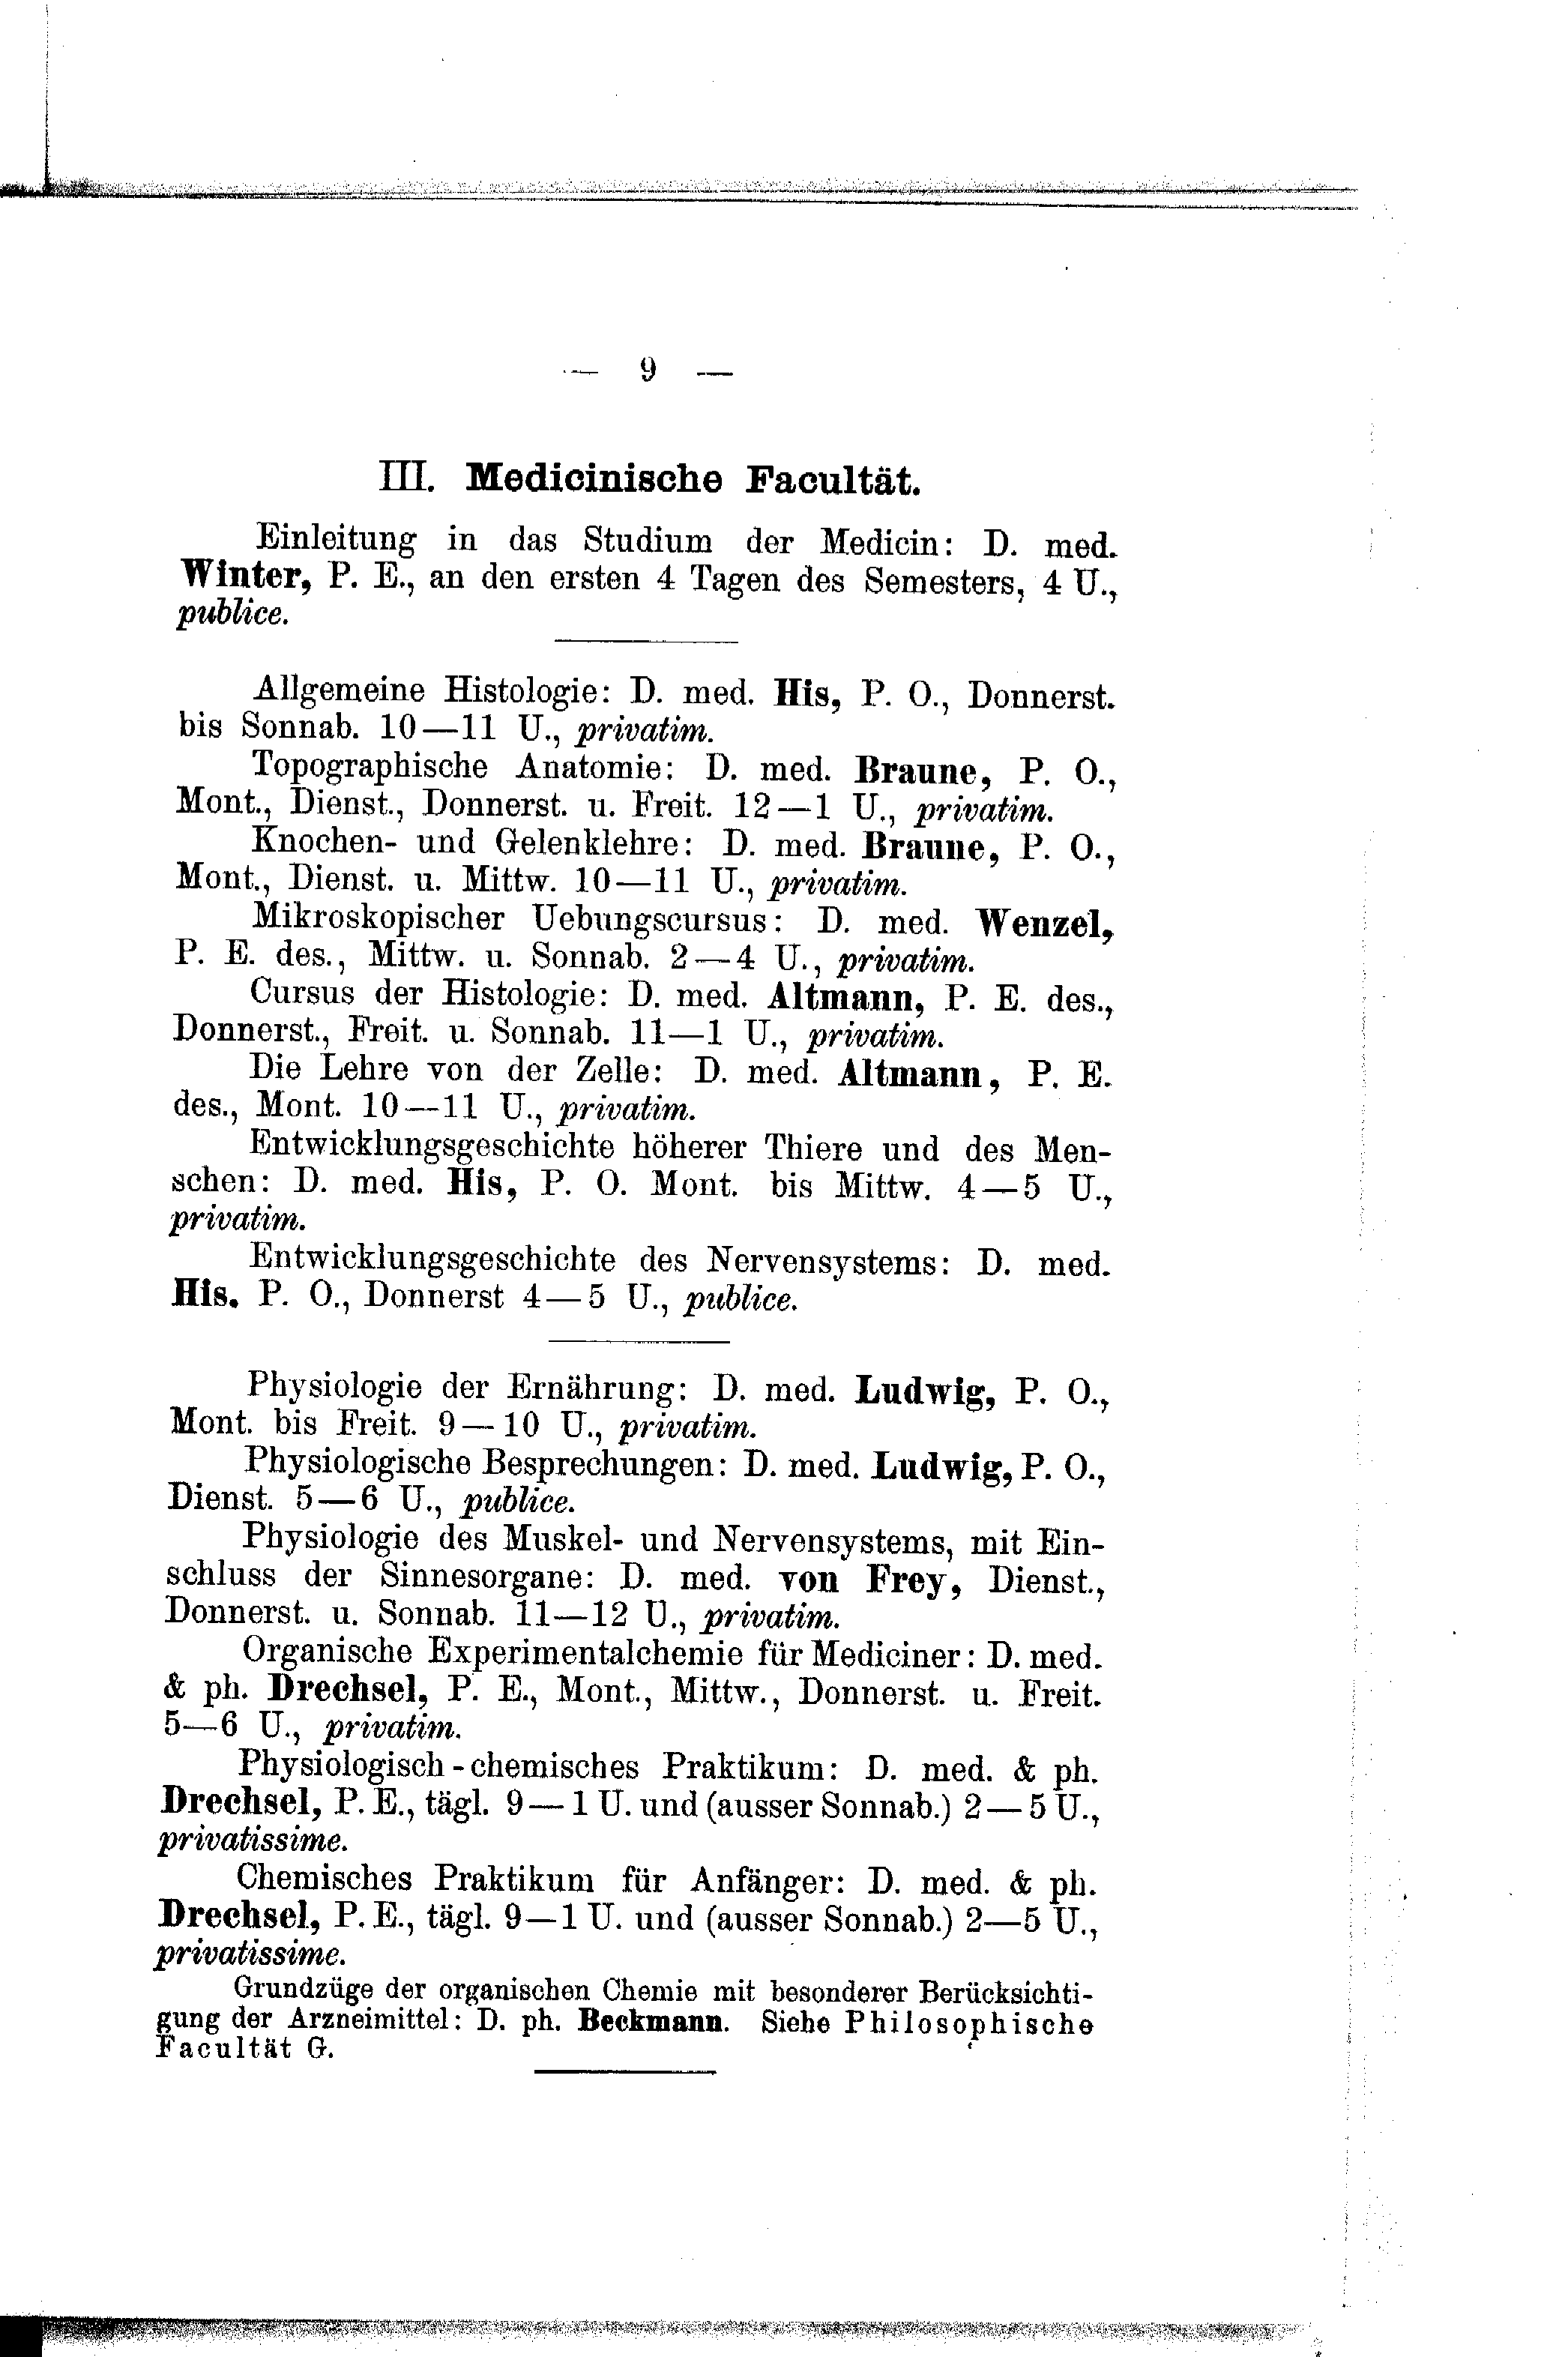 — 9 —
III. Medicinische Facultät.
Einleitung in das Studium der Medicin: D. med.
Winter, P. E., an den ersten 4 Tagen des Semesters, 4 U.,
publice.
Allgemeine Histologie: D. med. His, P. O., Donnerst.
bis Sonnab. 10—11 U., privatim.
Topographische Anatomie: D. med. Braune, P. O.,
Mont., Dienst., Donnerst. u. Freit. 12—1 U., privatim.
Knochen- und Gelenklehre: D. med. Braune, P. O.,
Mont., Dienst. u. Mittw. 10—11 U., privatim.
Mikroskopischer Uebungscursus: D. med. Wenzel,
P. E. des., Mittw. u. Sonnab. 2—4 U., privatim.
Cursus der Histologie: D. med. Altmann, P. E. des.,
Donnerst., Freit. u. Sonnab. 11—1 U., privatim.
Die Lehre von der Zelle: D. med. Altmann, P. E.
des., Mont. 10—11 U., privatim.
Entwicklungsgeschichte höherer Thiere und des Men-
schen: D. med. His, P. O. Mont. bis Mittw. 4—5 U.,
privatim.
Entwicklungsgeschichte des Nervensystems: D. med.
His. P. O., Donnerst 4—5 U., publice.
Physiologie der Ernährung: D. med. Ludwig, P. O.,
Mont. bis Freit. 9—10 U., privatim.
Physiologische Besprechungen: D. med. Ludwig, P. O.,
Dienst. 5—6 U., publice.
Physiologie des Muskel- und Nervensystems, mit Ein-
schluss der Sinnesorgane: D. med. von Frey, Dienst.,
Donnerst. u. Sonnab. 11—12 U., privatim.
Organische Experimentalchemie für Mediciner: D. med.
& ph. Drechsel, P. E., Mont., Mittw., Donnerst. u. Freit.
5—6 U., privatim.
Physiologisch-chemisches Praktikum: D. med. & ph.
Drechsel, P. E., tägl. 9—1 U. und (ausser Sonnab.) 2—5 U.,
privatissime.
Chemisches Praktikum für Anfänger: D. med. & ph.
Drechsel, P. E., tägl. 9—1 U. und (ausser Sonnab.) 2—5 U.,
privatissime.
Grundzüge der organischen Chemie mit besonderer Berücksichti-
gung der Arzneimittel: D. ph. Beckmann. Siehe Philosophische
Facultät G.